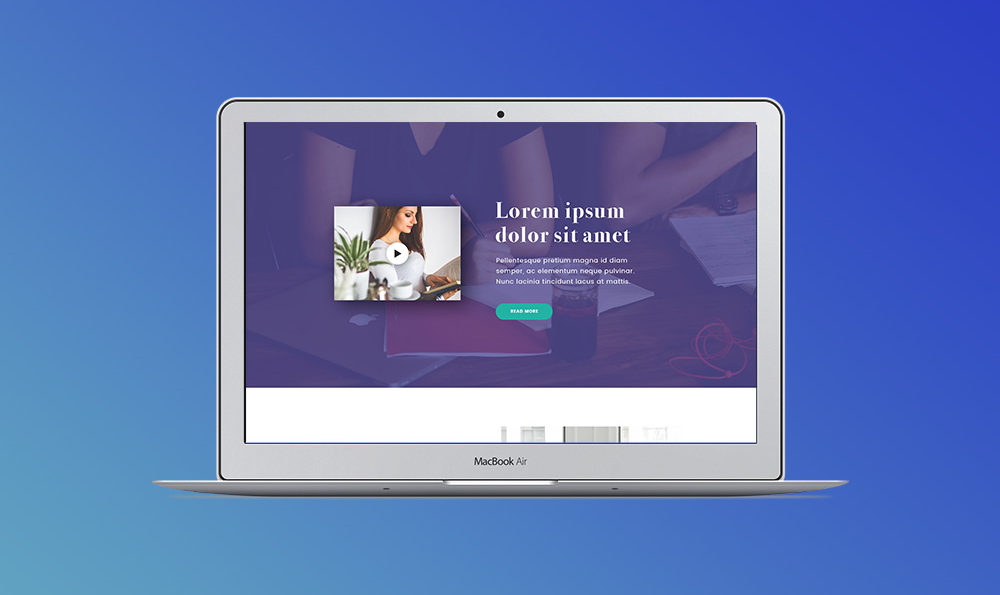 Lorem ipsum
dolor sit amet
Pellentesque pretium magna id diam
semper, ac elementum neque pulvinar.
Nunc lacinia tincidunt lacus at mattis.
READ MORE
MacBook Air